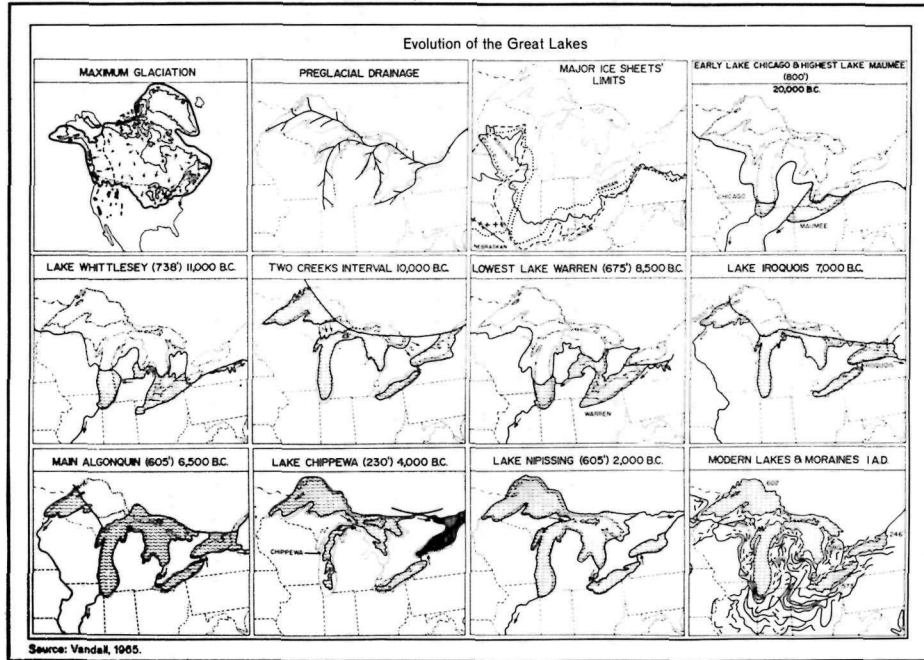 Evolution of the Great Lakes
MAXIMUM GLACIATION
PREGLACIAL DRAINAGE
MAJOR ICE SHEETS'
LIMITS
NEBRASKAN
EARLY LAKE CHICAGO & HIGHEST LAKE MAUMEE
(800')
20,000 B.C.
CHICAGO
MAUMEE
LAKE WHITTLESEY (738') 11,000 B.C.
TWO CREEKS INTERVAL 10,000 B.C.
LOWEST LAKE WARREN (675') 8,500 B.C.
WARREN
LAKE IROQUOIS 7,000 B.C.
MAIN ALGONQUIN (605') 6,500 B.C.
LAKE CHIPPEWA (230') 4,000 B.C.
CHIPPEWA
LAKE NIPISSING (605') 2,000 B.C.
MODERN LAKES & MORAINES 1 A.D.
602'
246
Source: Vandall, 1965.